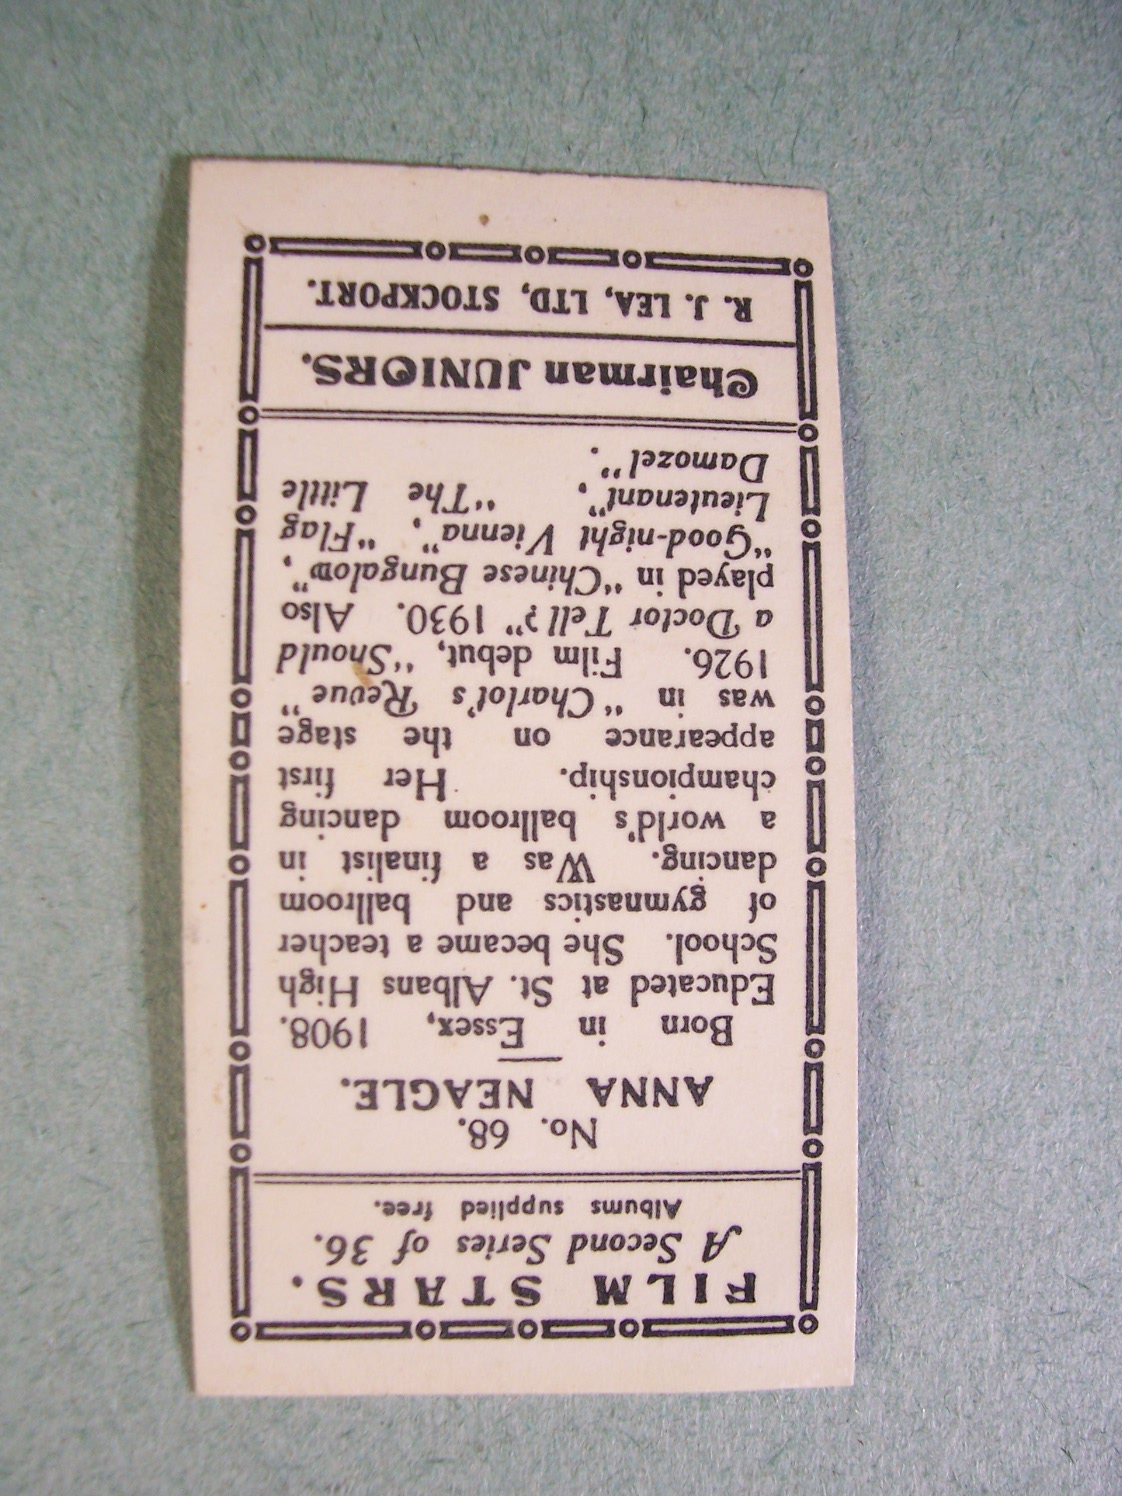 FILM STARS.
A Second Series of 36.
Albums supplied free.
No. 68.
ANNA NEAGLE.
Born in Essex, 1908.
Educated at St. Albans High
School. She became a teacher
of gymnastics and ballroom
dancing. Was a finalist in
a world's ballroom dancing
championship. Her first
appearance on the stage
was in "Charlot's Revue"
1926. Film debut, "Should
a Doctor Tell?" 1930. Also
played in "Chinese Bungalow",
"Good-night Vienna", "Flag
Lieutenant", "The Little
Damozel".
Chairman JUNIORS.
R. J. LEA, LTD, STOCKPORT.